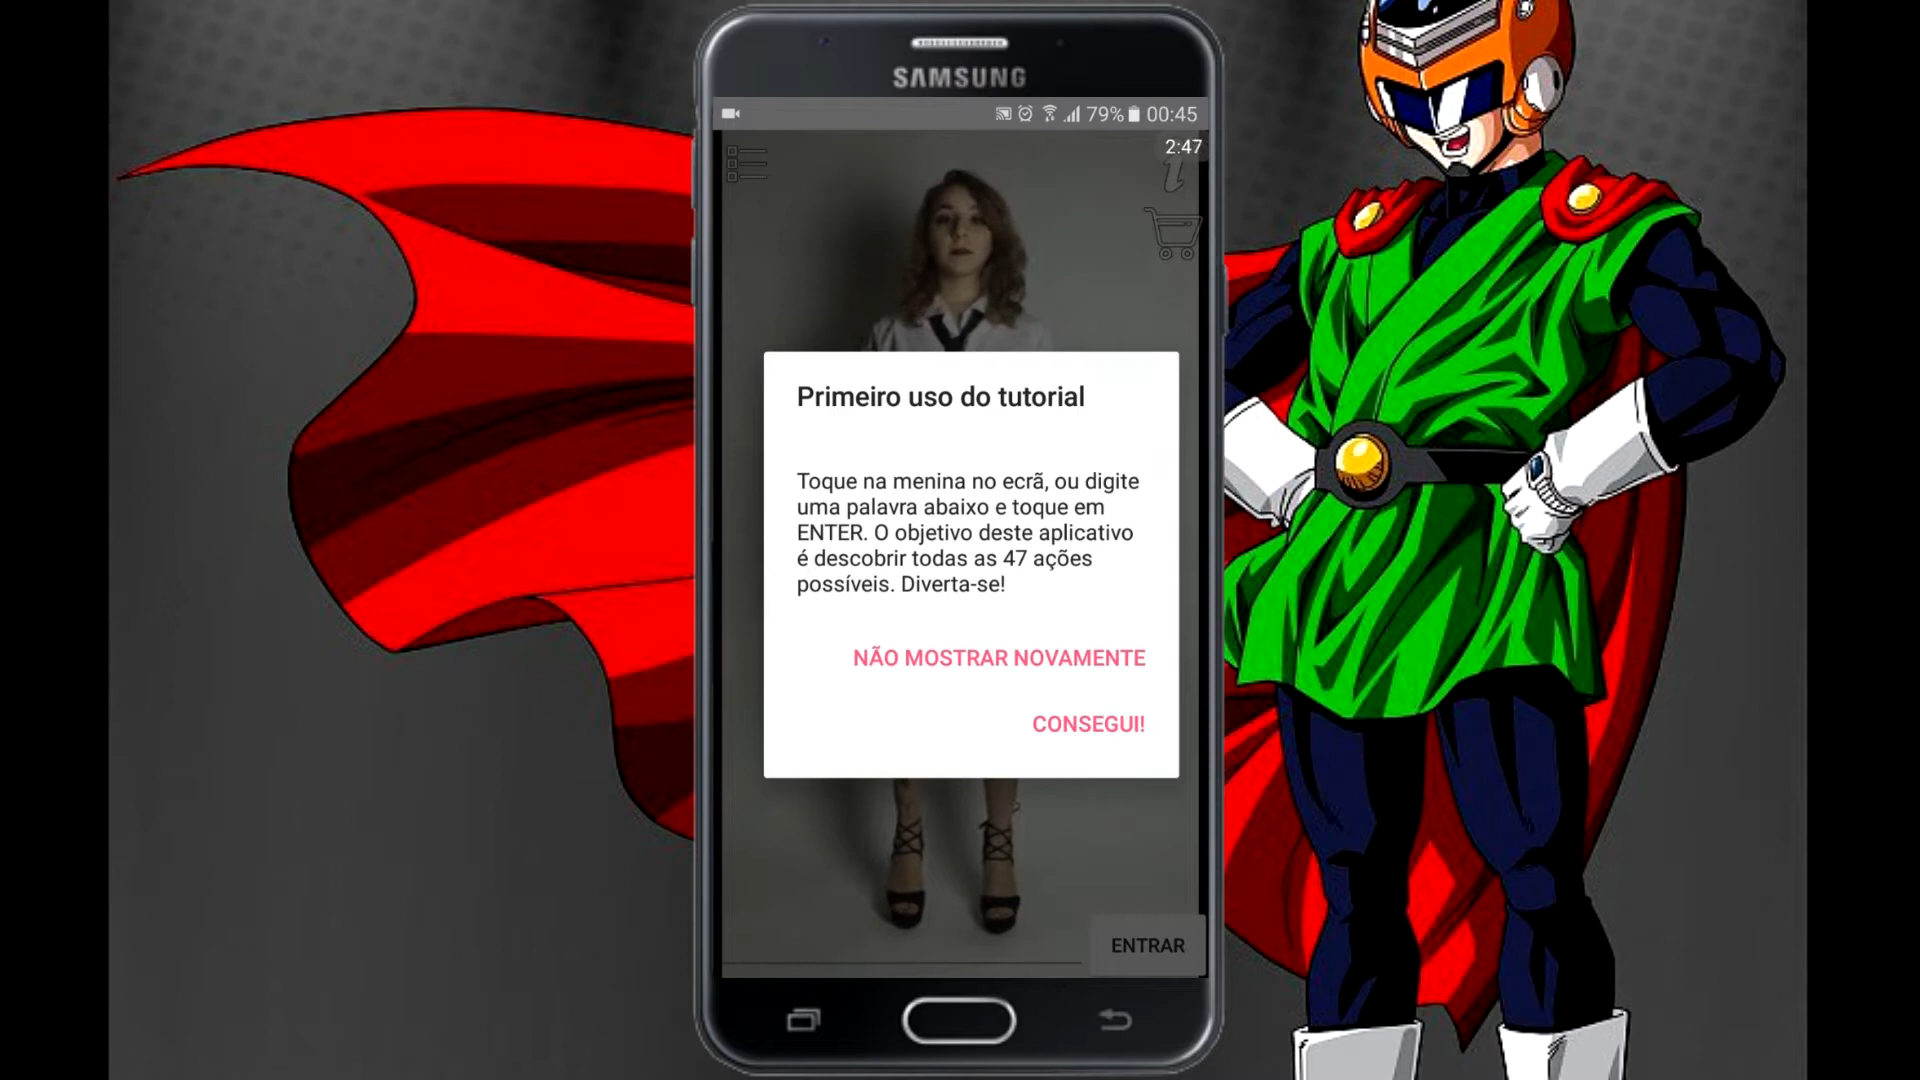 SAMSUNG
79% 00:45
2:47
Primeiro uso do tutorial
Toque na menina no ecrã, ou digite
uma palavra abaixo e toque em
ENTER. O objetivo deste aplicativo
é descobrir todas as 47 ações
possíveis. Divirta-se!
NÃO MOSTRAR NOVAMENTE
CONSEGUI!
ENTRAR